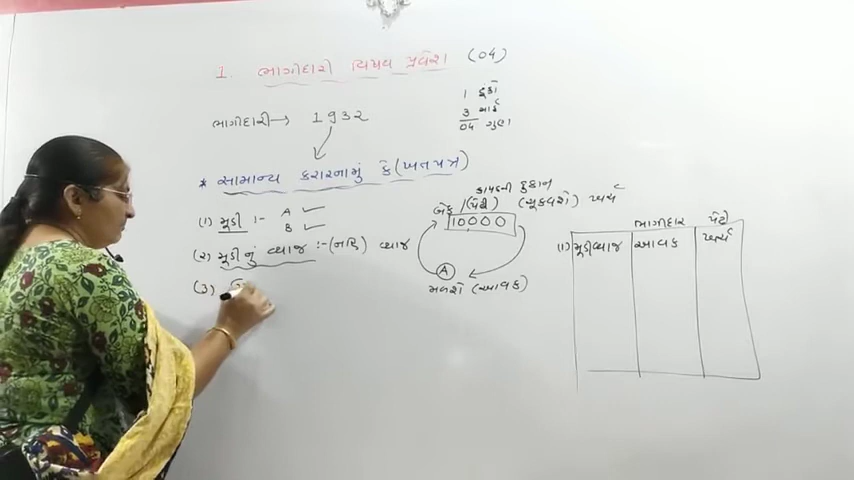 1. ભાગીદારી વિષય પ્રવેશ (04)
1 ટૂંકો
3 માર્ક
04 ગુણ
ભાગીદારી → 1932
* સામાન્ય કરારનામું કે (ખતપત્ર)
કાપડની દુકાન
(1) મૂડી :- A ✓
B ✓
બેંક / (પેઢી) (ચૂકવશે) ખર્ચ
10000
(2) મૂડીનું વ્યાજ :- (નહિ) વ્યાજ
A
મળશે (આવક)
(3)
ભાગીદાર પેઢી
(1) મૂડીવ્યાજ આવક ખર્ચ